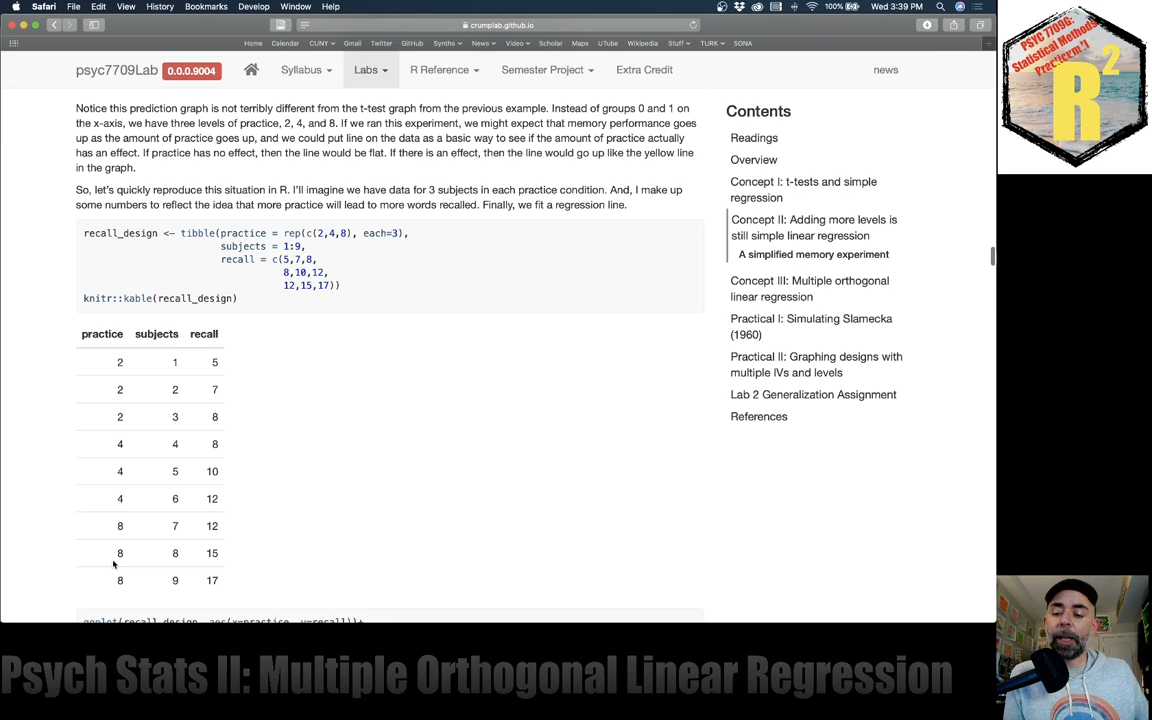 Safari File Edit View History Bookmarks Develop Window Help 100% Wed 3:39 PM
crumplab.github.io
Home Calendar CUNY Gmail Twitter GitHub Synths News Video Scholar Maps UTube Wikipedia Stuff TURK SONA
psyc7709Lab 0.0.0.9004 Syllabus Labs R Reference Semester Project Extra Credit news
Notice this prediction graph is not terribly different from the t-test graph from the previous example. Instead of groups 0 and 1 on
the x-axis, we have three levels of practice, 2, 4, and 8. If we ran this experiment, we might expect that memory performance goes
up as the amount of practice goes up, and we could put line on the data as a basic way to see if the amount of practice actually
has an effect. If practice has no effect, then the line would be flat. If there is an effect, then the line would go up like the yellow line
in the graph.
So, let's quickly reproduce this situation in R. I'll imagine we have data for 3 subjects in each practice condition. And, I make up
some numbers to reflect the idea that more practice will lead to more words recalled. Finally, we fit a regression line.
recall_design <- tibble(practice = rep(c(2,4,8), each=3),
subjects = 1:9,
recall = c(5,7,8,
8,10,12,
12,15,17))
knitr::kable(recall_design)
practice subjects recall
2 1 5
2 2 7
2 3 8
4 4 8
4 5 10
4 6 12
8 7 12
8 8 15
8 9 17
ggplot(recall_design, aes(x=practice, y=recall))+
Contents
Readings
Overview
Concept I: t-tests and simple
regression
Concept II: Adding more levels is
still simple linear regression
A simplified memory experiment
Concept III: Multiple orthogonal
linear regression
Practical I: Simulating Slamecka
(1960)
Practical II: Graphing designs with
multiple IVs and levels
Lab 2 Generalization Assignment
References
PSYC 7709G:
Statistical Methods
Practicum 1
R2
Psych Stats II: Multiple Orthogonal Linear Regression